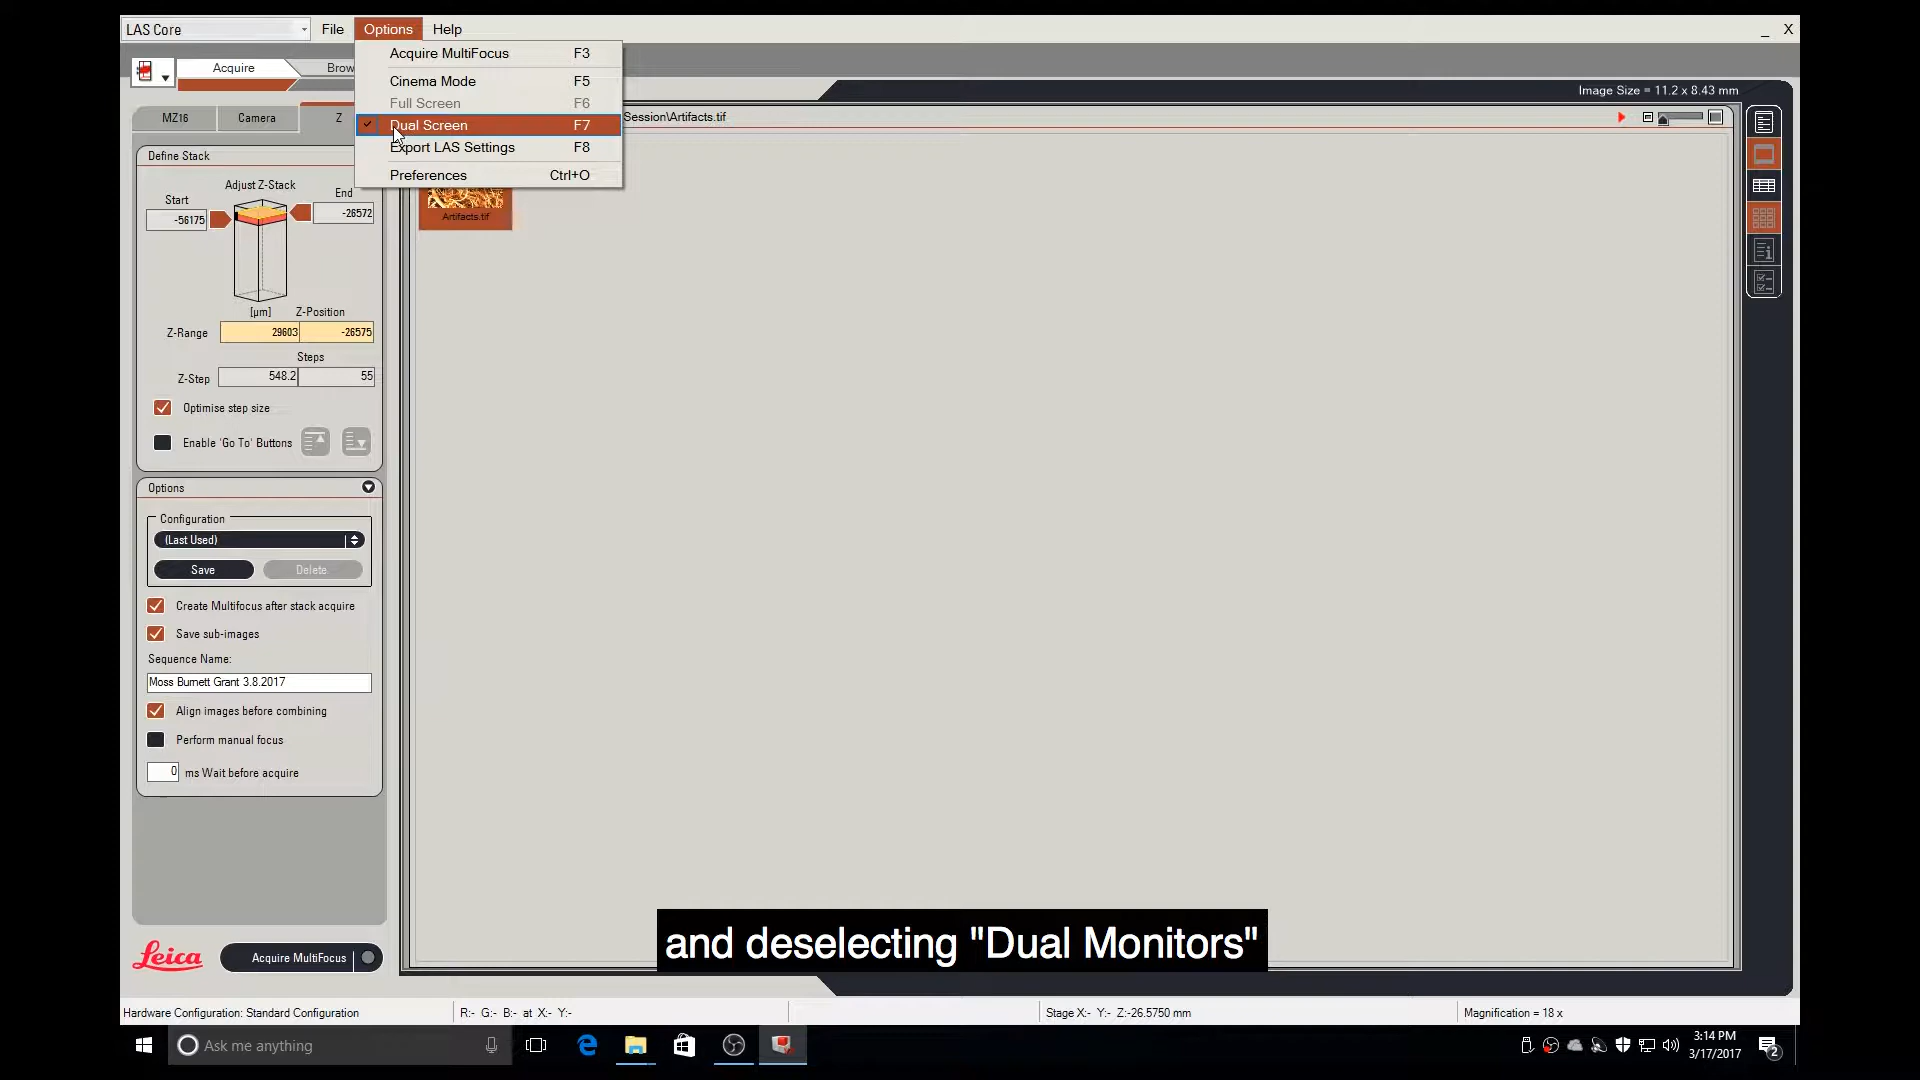 LAS Core
File
Options
Help
X
Acquire
Brow
Acquire MultiFocus F3
Cinema Mode F5
Full Screen F6
Dual Screen F7
Export LAS Settings F8
Preferences Ctrl+O
Image Size = 11.2 x 8.43 mm
MZ16
Camera
Z
Session\Artifacts.tif
Artifacts.tif
Define Stack
Adjust Z-Stack
Start
End
-56175
-26572
[µm] Z-Position
Z-Range 29603 -26575
Steps
Z-Step 548.2 55
Optimise step size
Enable 'Go To' Buttons
Options
Configuration
(Last Used)
Save
Delete
Create Multifocus after stack acquire
Save sub-images
Sequence Name:
Moss Burnett Grant 3.8.2017
Align images before combining
Perform manual focus
0 ms Wait before acquire
Leica
Acquire MultiFocus
and deselecting "Dual Monitors"
Hardware Configuration: Standard Configuration
R:- G:- B:- at X:- Y:-
Stage X:- Y:- Z:-26.5750 mm
Magnification = 18 x
Ask me anything
3:14 PM
3/17/2017
2